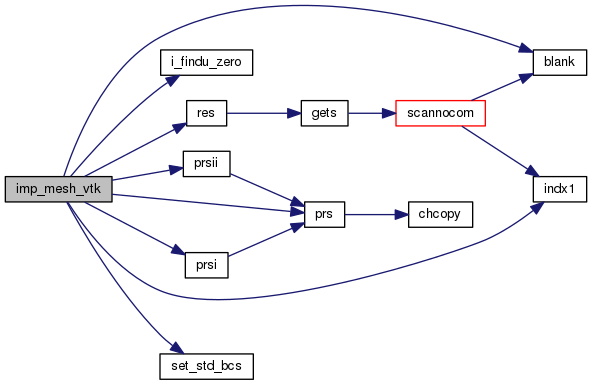 i_findu_zero
blank
res
gets
scannocom
prsii
imp_mesh_vtk
indx1
prs
chcopy
prsi
set_std_bcs